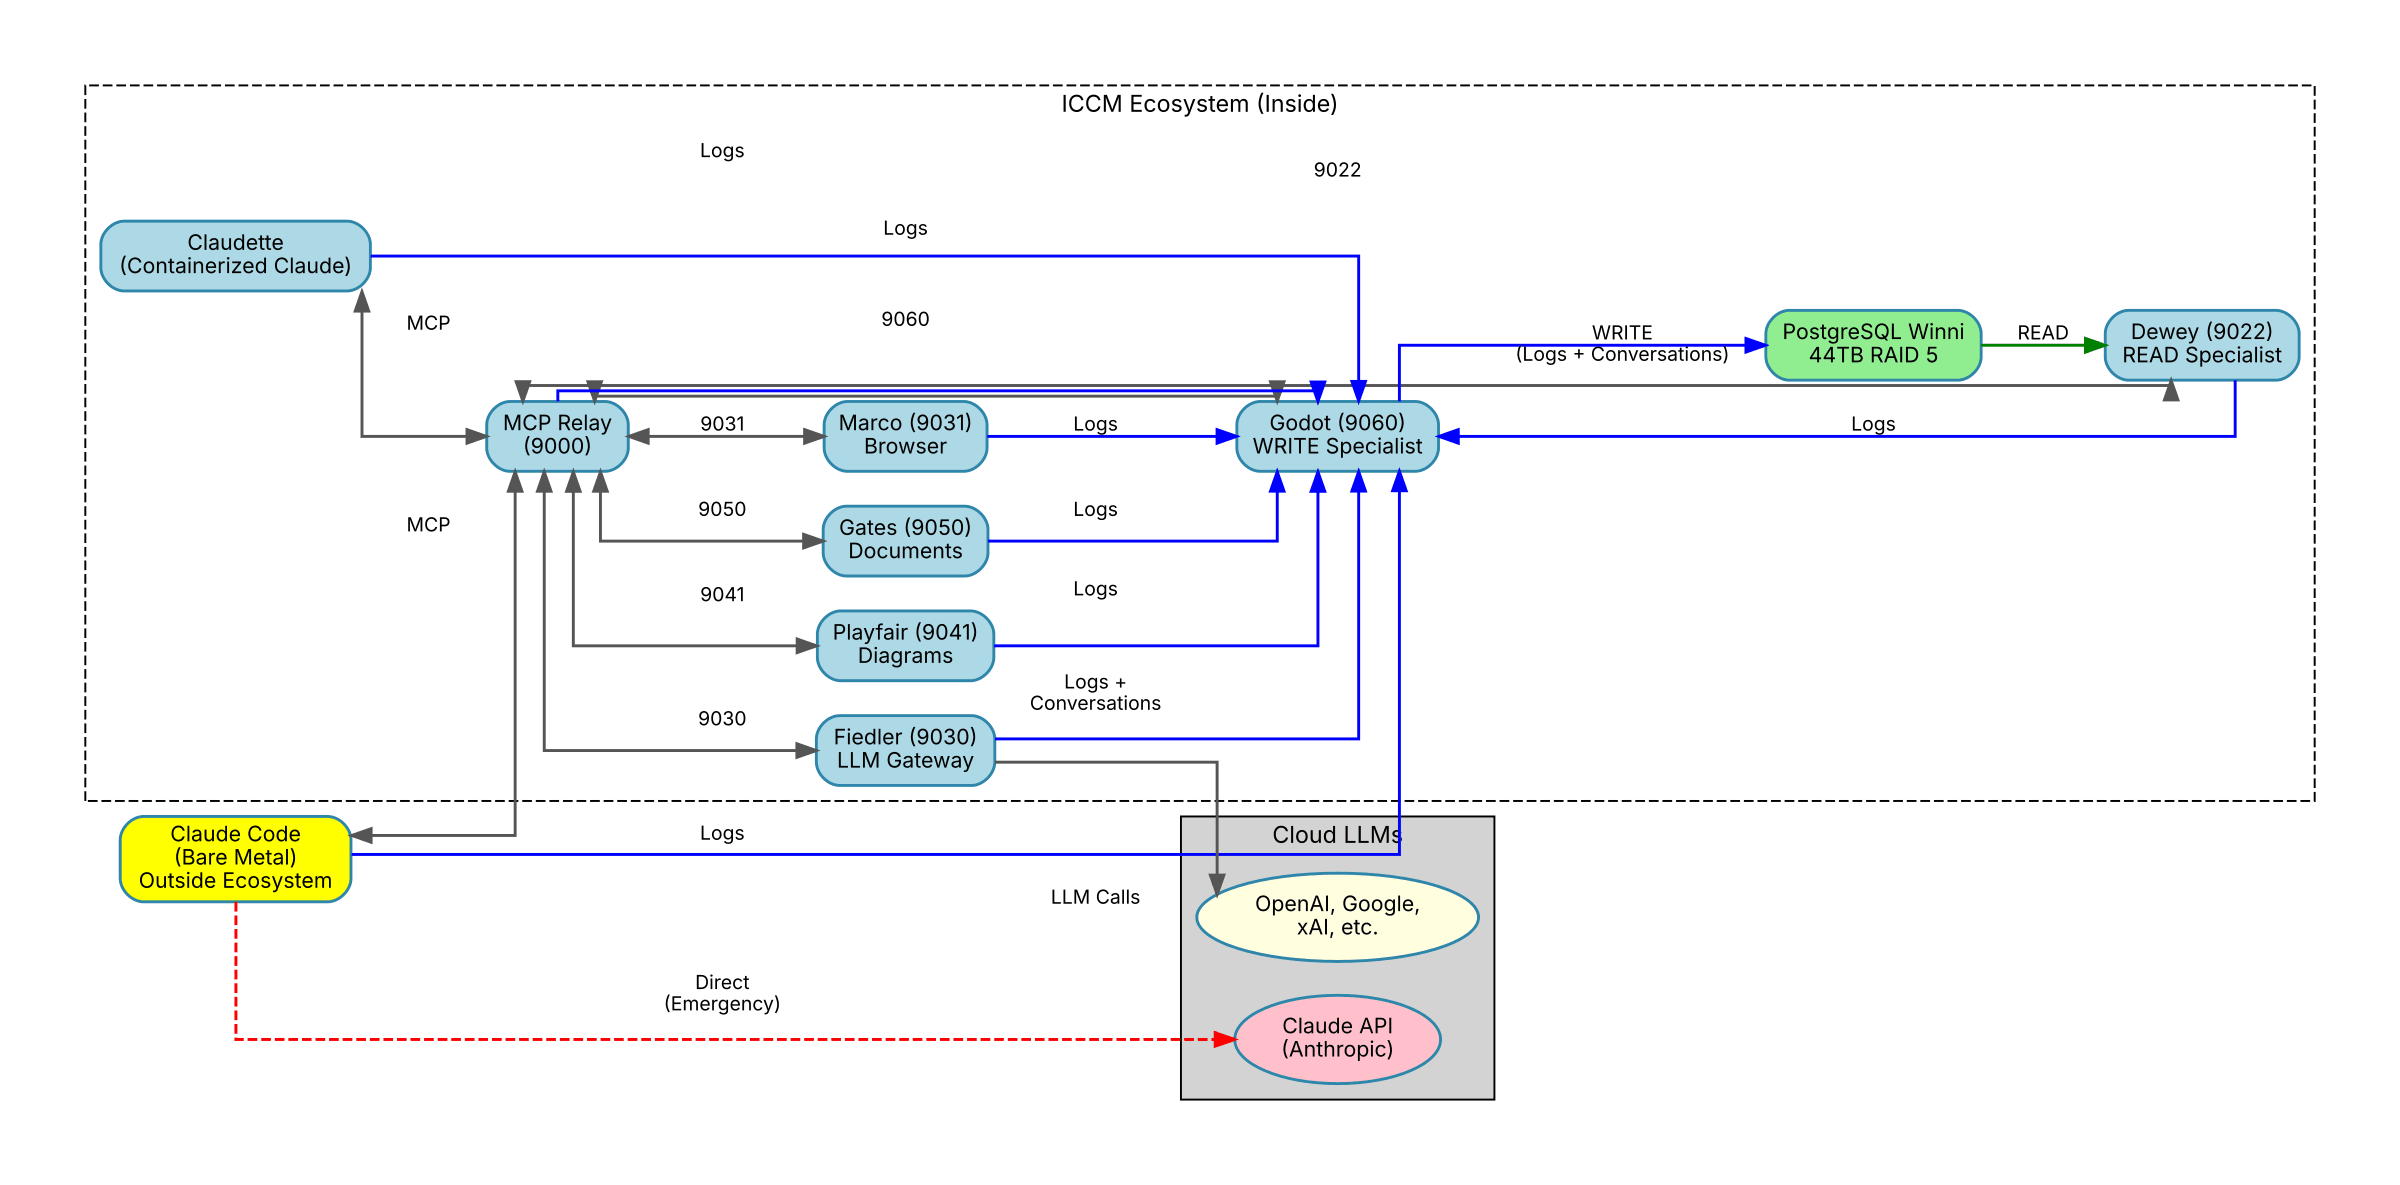 ICCM Ecosystem (Inside)
Logs
9022
Logs
Claudette
(Containerized Claude)
MCP
9060
WRITE
(Logs + Conversations)
PostgreSQL Winni
44TB RAID 5
READ
Dewey (9022)
READ Specialist
MCP Relay
(9000)
9031
Marco (9031)
Browser
Logs
Godot (9060)
WRITE Specialist
Logs
MCP
9050
Gates (9050)
Documents
Logs
9041
Playfair (9041)
Diagrams
Logs
9030
Fiedler (9030)
LLM Gateway
Logs +
Conversations
Claude Code
(Bare Metal)
Outside Ecosystem
Logs
Cloud LLMs
LLM Calls
OpenAI, Google,
xAI, etc.
Direct
(Emergency)
Claude API
(Anthropic)